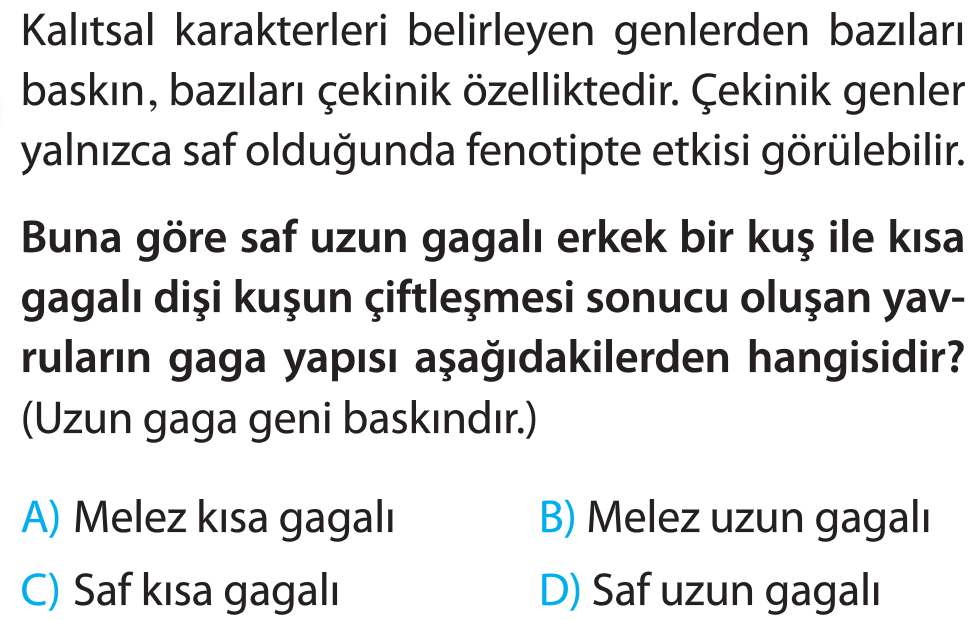 Kalıtsal karakterleri belirleyen genlerden bazıları
baskın, bazıları çekinik özelliktedir. Çekinik genler
yalnızca saf olduğunda fenotipte etkisi görülebilir.
Buna göre saf uzun gagalı erkek bir kuş ile kısa
gagalı dişi kuşun çiftleşmesi sonucu oluşan yav-
ruların gaga yapısı aşağıdakilerden hangisidir?
(Uzun gaga geni baskındır.)
A) Melez kısa gagalı B) Melez uzun gagalı
C) Saf kısa gagalı D) Saf uzun gagalı